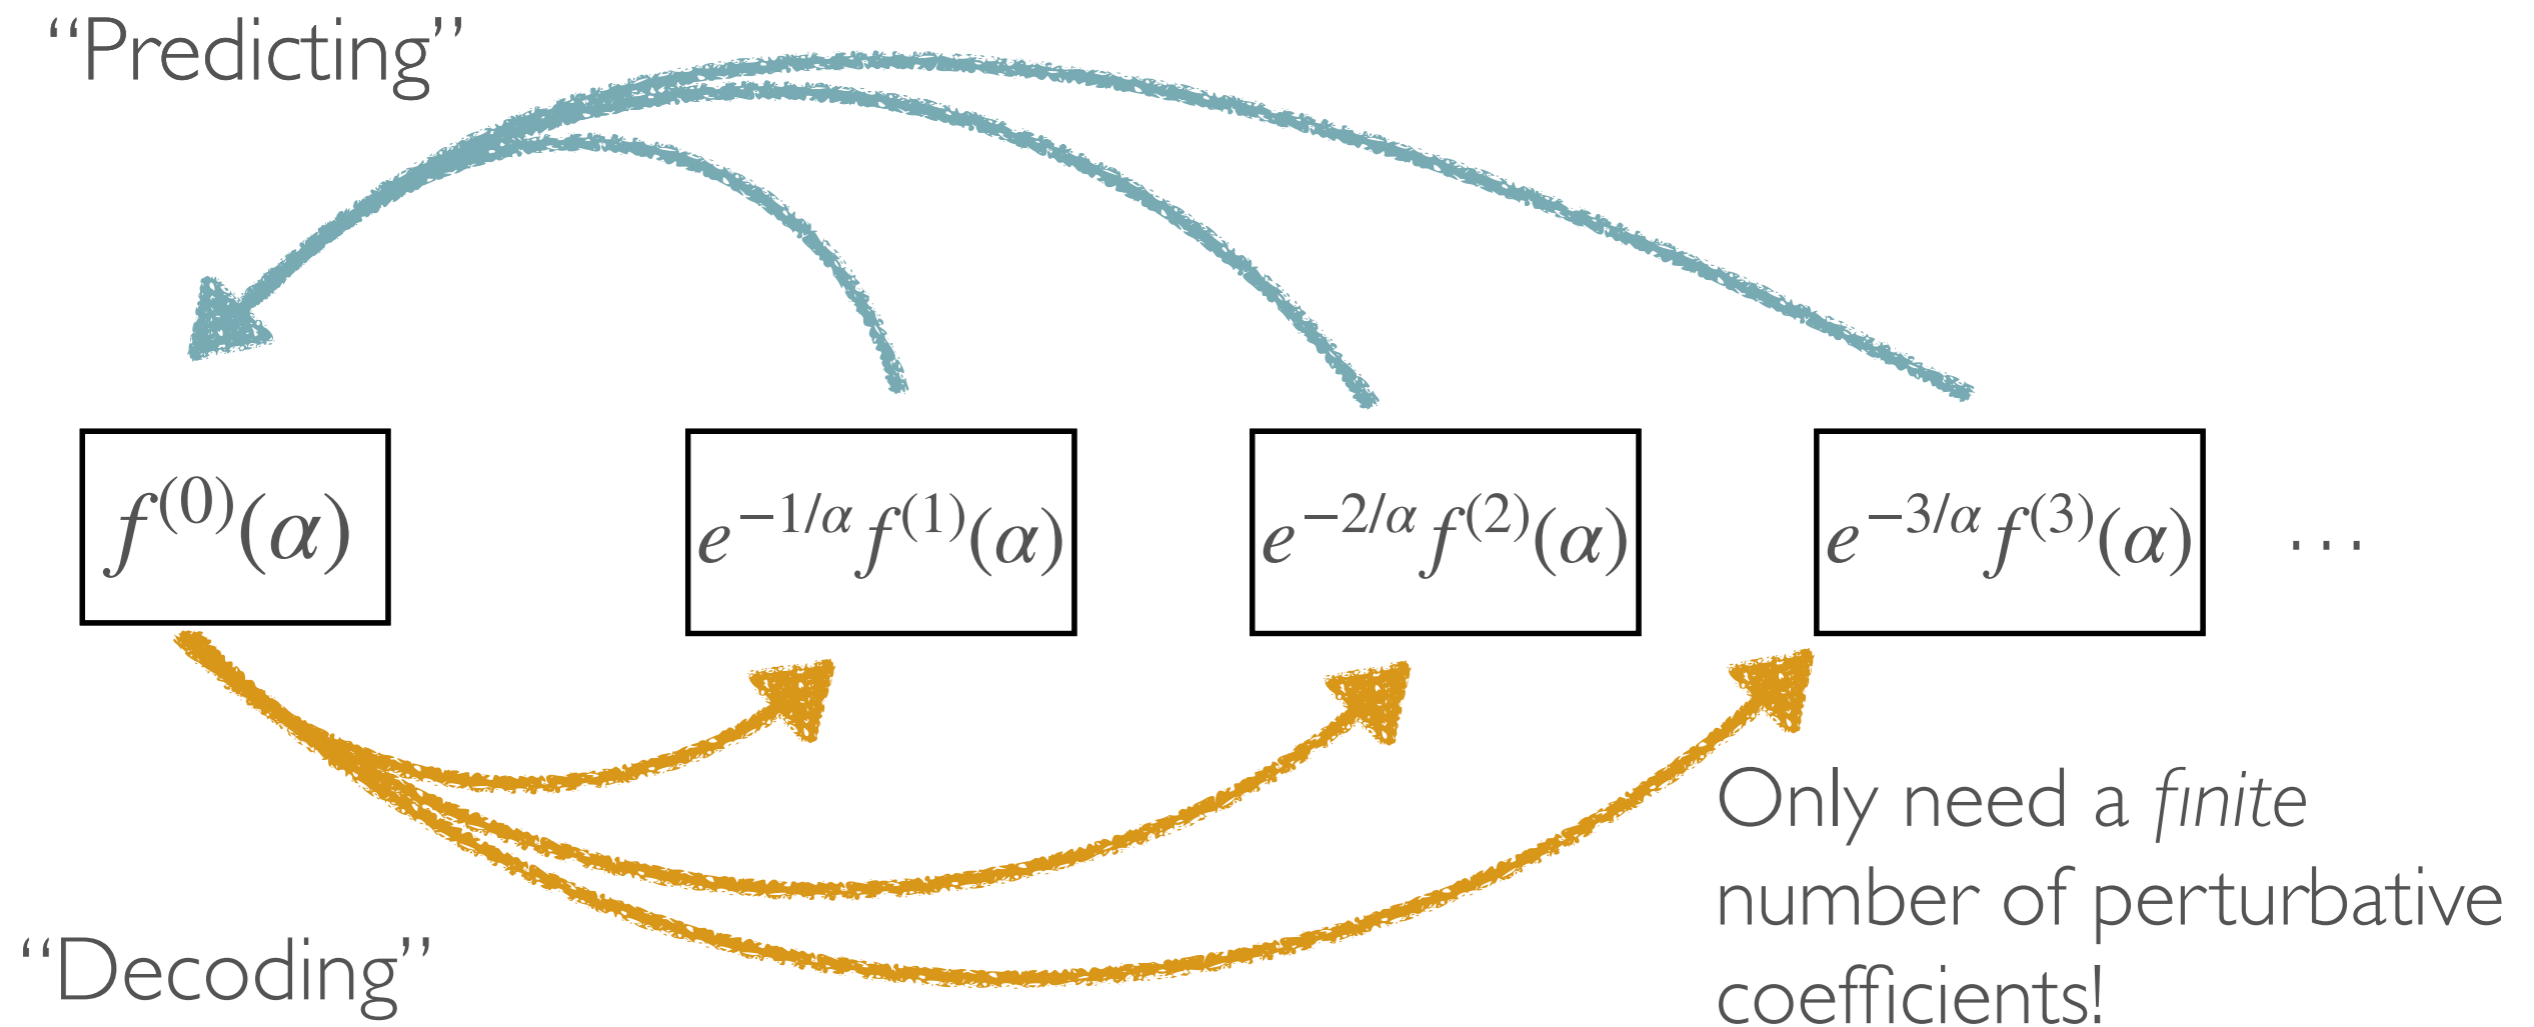 “Predicting”
f^{(0)}(α) e^{−1/α} f^{(1)}(α) e^{−2/α} f^{(2)}(α) e^{−3/α} f^{(3)}(α) ...
Only need a finite
number of perturbative
“Decoding”
coefficients!